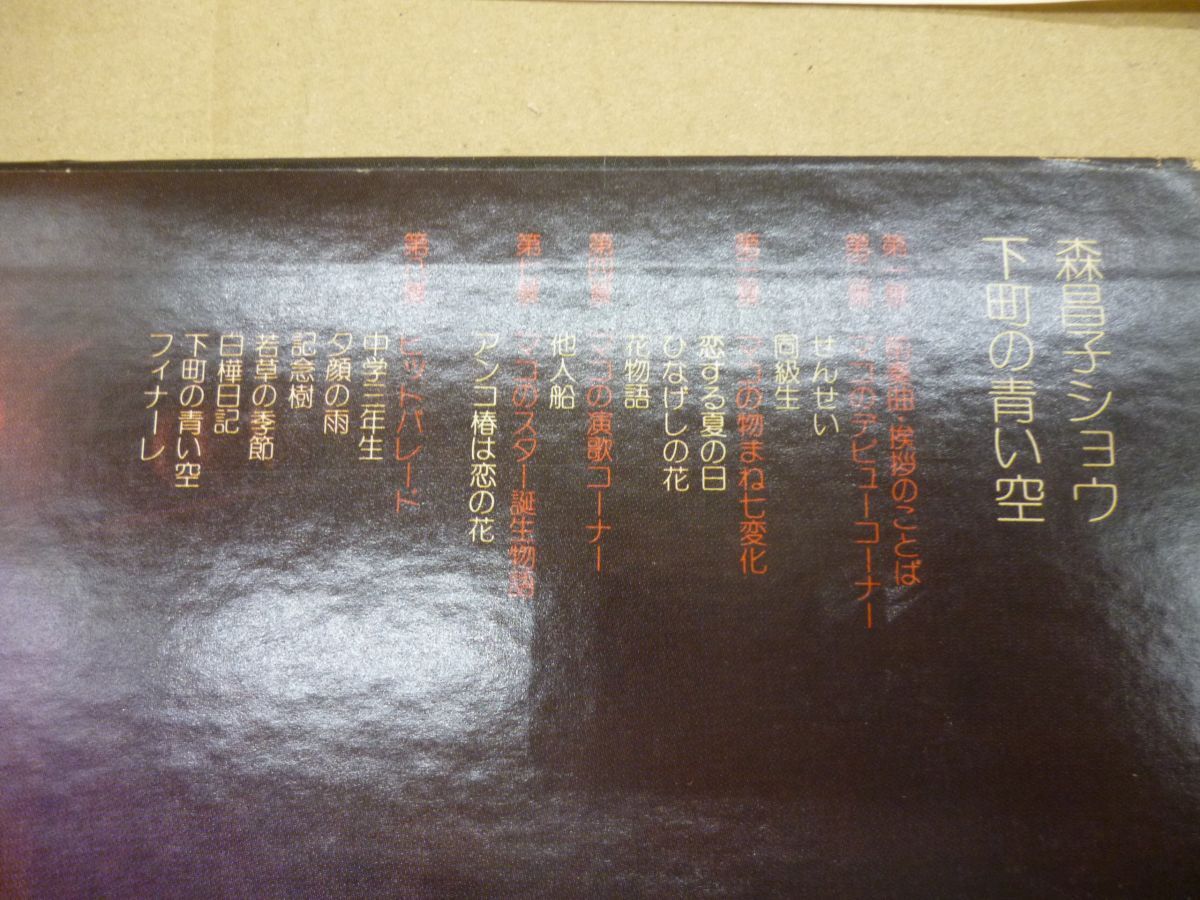 森昌子ショウ
下町の青い空
第一部 前奏曲・挨拶のことば
第二部 マコのデビューコーナー
せんせい
同級生
第三部 マコの物まね七変化
恋する夏の日
ひなげしの花
花物語
第四部 マコの演歌コーナー
他人船
第五部 マコのスター誕生物語
アンコ椿は恋の花
ヒットパレード
中学三年生
夕顔の雨
記念樹
若草の季節
白樺日記
下町の青い空
フィナーレ